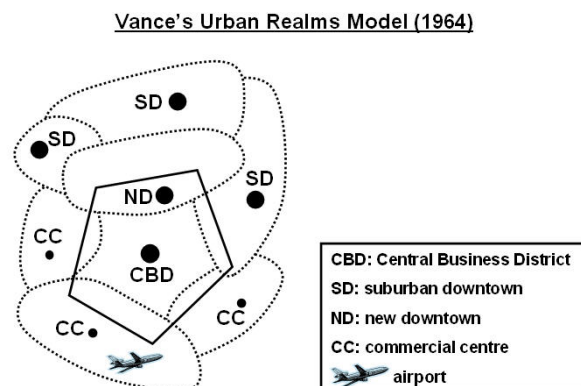 Vance's Urban Realms Model (1964)
SD
SD
SD
ND
CC
CBD
CC
CC
CBD: Central Business District
SD: suburban downtown
ND: new downtown
CC: commercial centre
airport